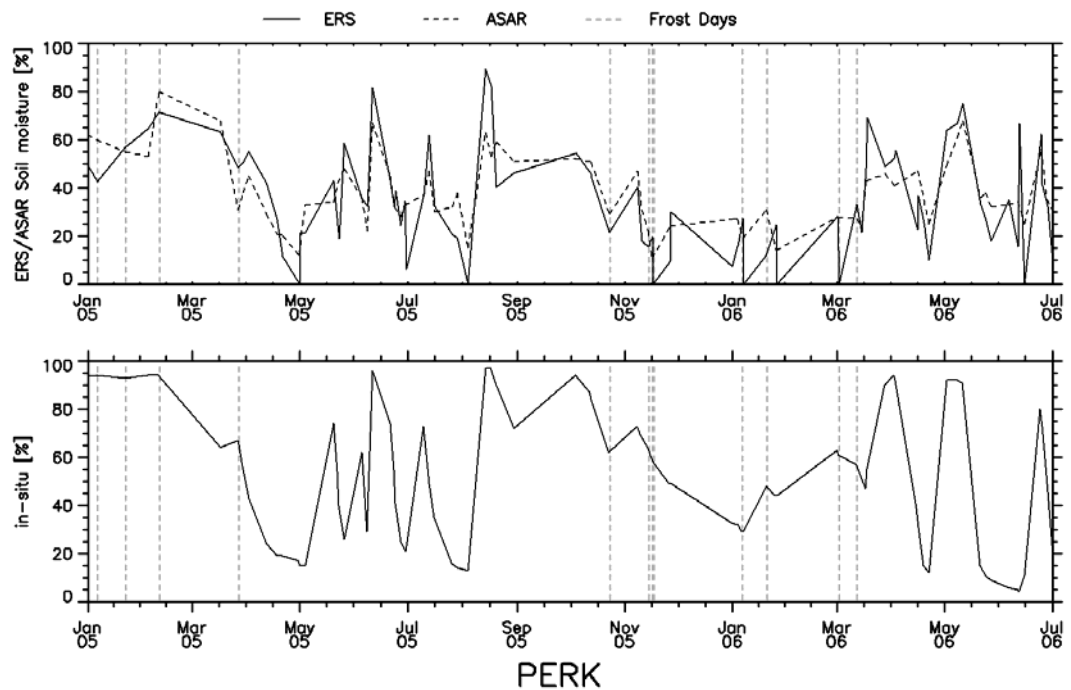 ERS ASAR Frost Days
ERS/ASAR Soil moisture [%]
100
80
60
40
20
0
Jan 05 Mar 05 May 05 Jul 05 Sep 05 Nov 05 Jan 06 Mar 06 May 06 Jul 06
in-situ [%]
100
80
60
40
20
0
Jan 05 Mar 05 May 05 Jul 05 Sep 05 Nov 05 Jan 06 Mar 06 May 06 Jul 06
PERK